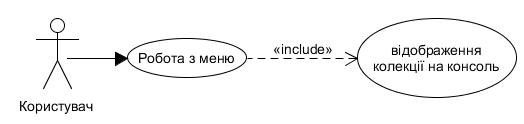 Користувач
Робота з меню
«include»
відображення
колекції на консоль